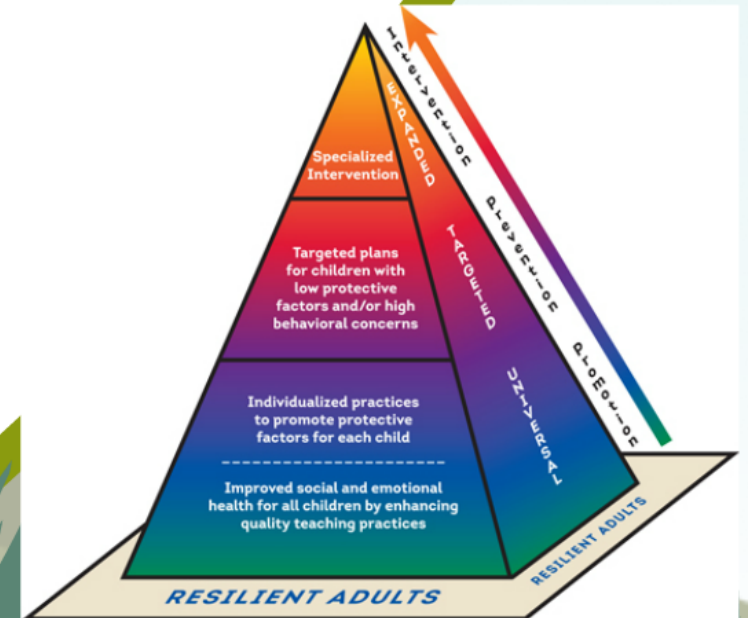 Specialized
Intervention
Targeted plans
for children with
low protective
factors and/or high
behavioral concerns
Individualized practices
to promote protective
factors for each child
Improved social and emotional
health for all children by enhancing
quality teaching practices
EXPANDED
TARGETED
UNIVERSAL
Intervention
Prevention
Promotion
RESILIENT ADULTS
RESILIENT ADULTS